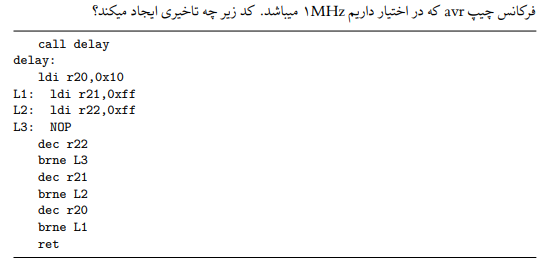 فرکانس چیپ avr که در اختیار داریم ۱MHz میباشد. کد زیر چه تاخیری ایجاد میکند؟
call delay
delay:
ldi r20,0x10
L1: ldi r21,0xff
L2: ldi r22,0xff
L3: NOP
dec r22
brne L3
dec r21
brne L2
dec r20
brne L1
ret